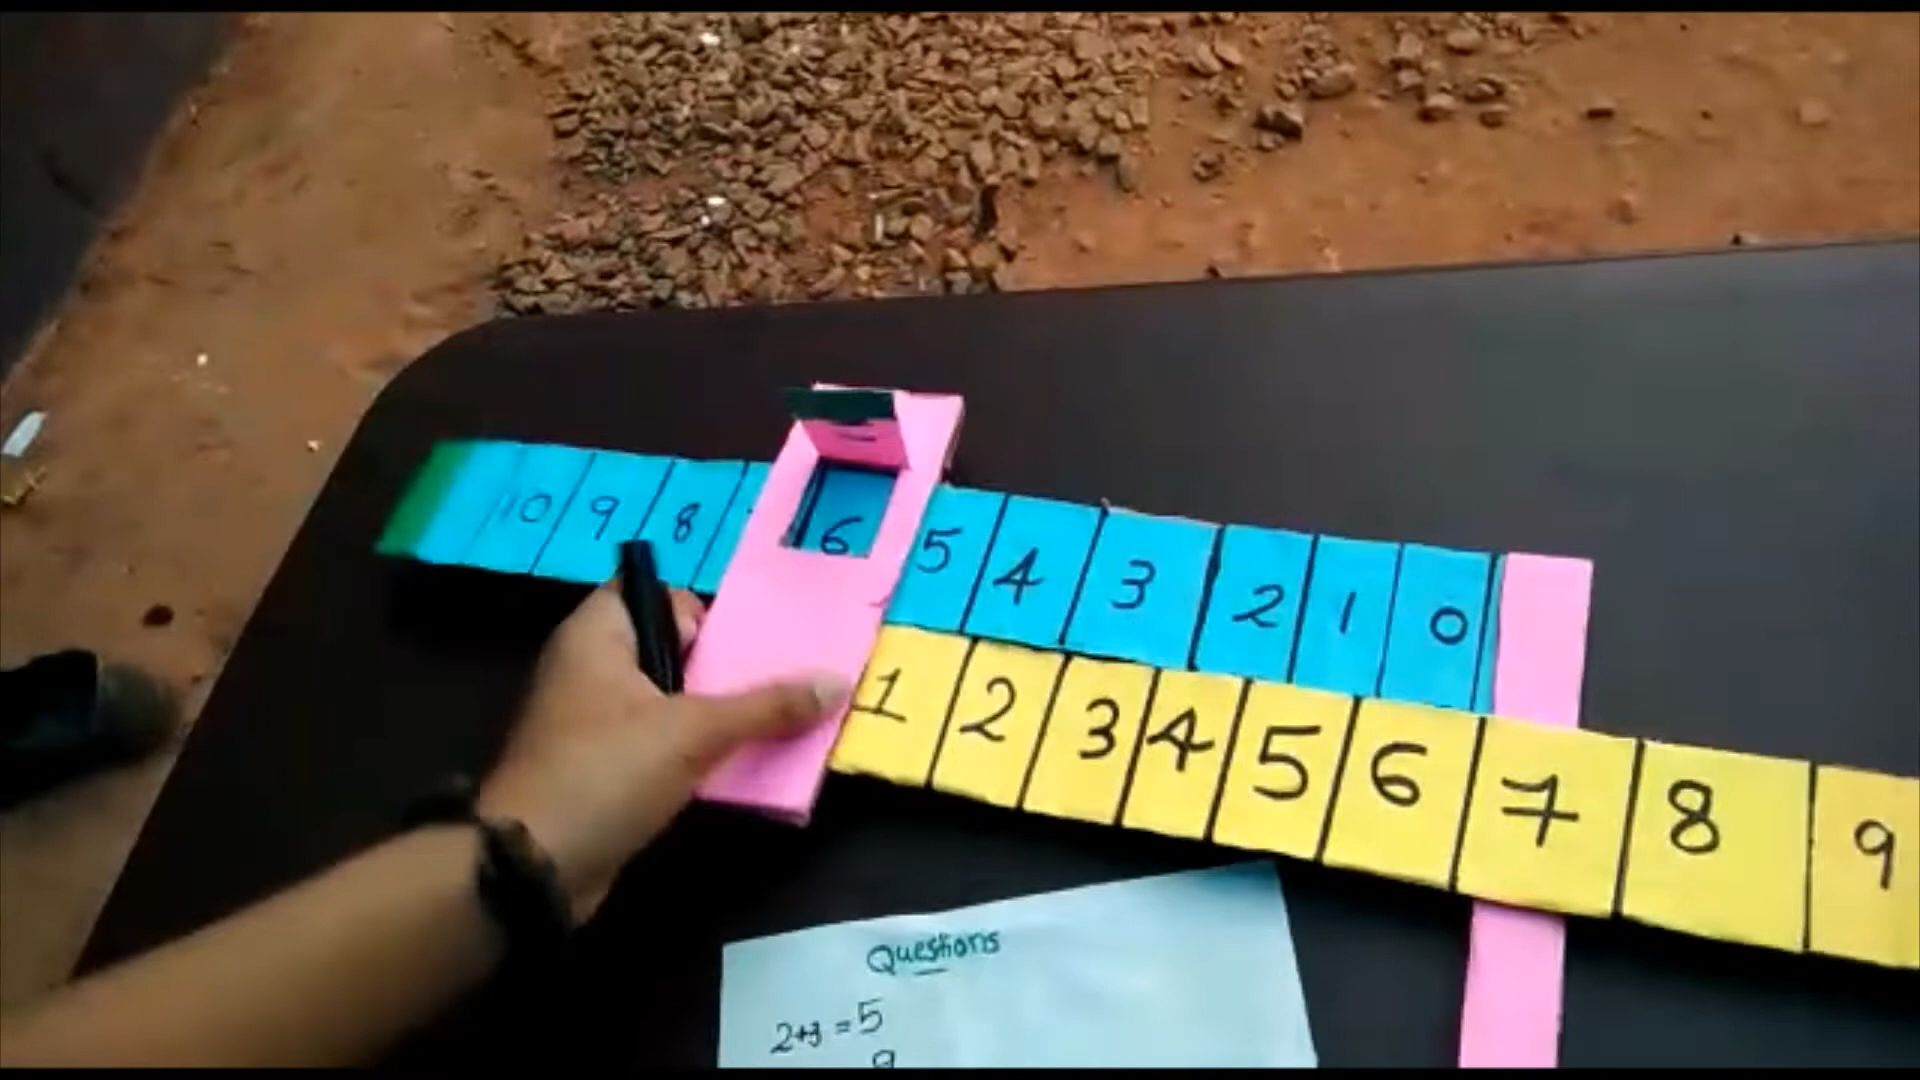 10 9 8 6 5 4 3 2 1 0
1 2 3 4 5 6 7 8 9
Questions
2+3 = 5